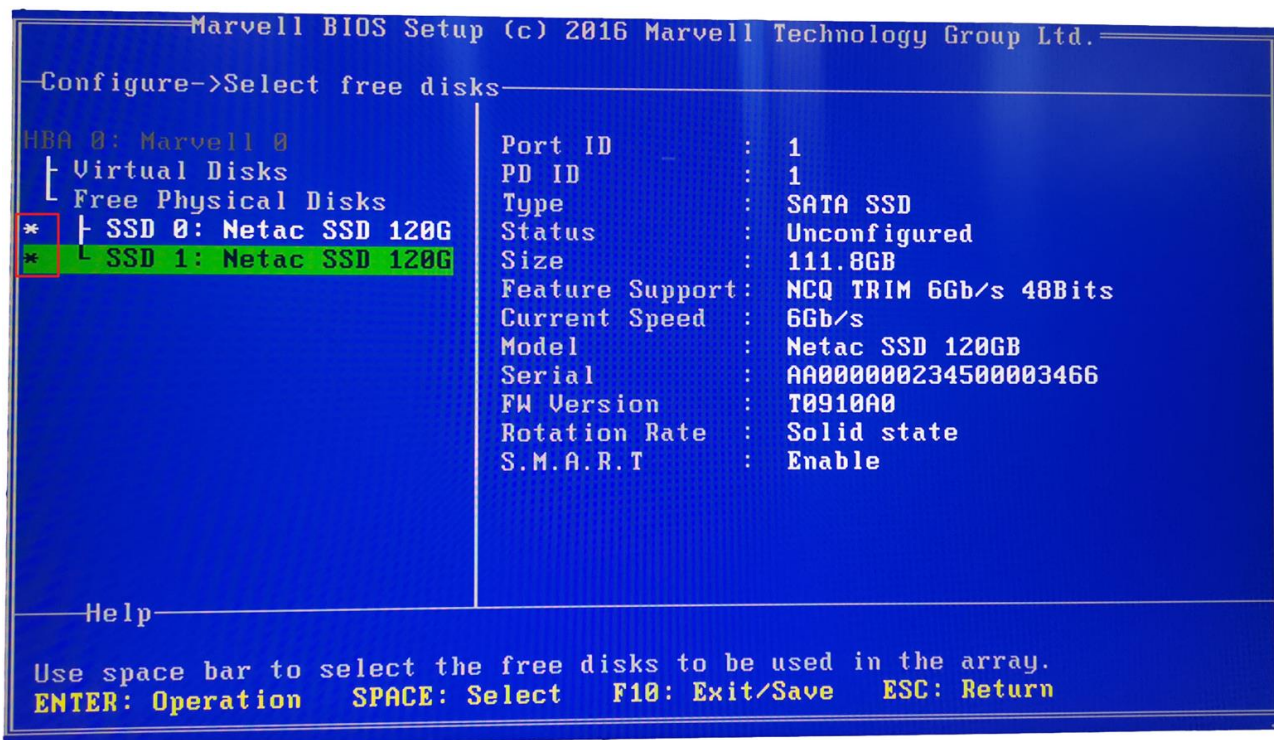 Marvell BIOS Setup (c) 2016 Marvell Technology Group Ltd.
Configure->Select free disks
HBA 0: Marvell 0
Virtual Disks
Free Physical Disks
* SSD 0: Netac SSD 120G
* SSD 1: Netac SSD 120G
Port ID : 1
PD ID : 1
Type : SATA SSD
Status : Unconfigured
Size : 111.8GB
Feature Support: NCQ TRIM 6Gb/s 48Bits
Current Speed : 6Gb/s
Model : Netac SSD 120GB
Serial : AA000000234500003466
FW Version : T0910A0
Rotation Rate : Solid state
S.M.A.R.T : Enable
Help
Use space bar to select the free disks to be used in the array.
ENTER: Operation SPACE: Select F10: Exit/Save ESC: Return